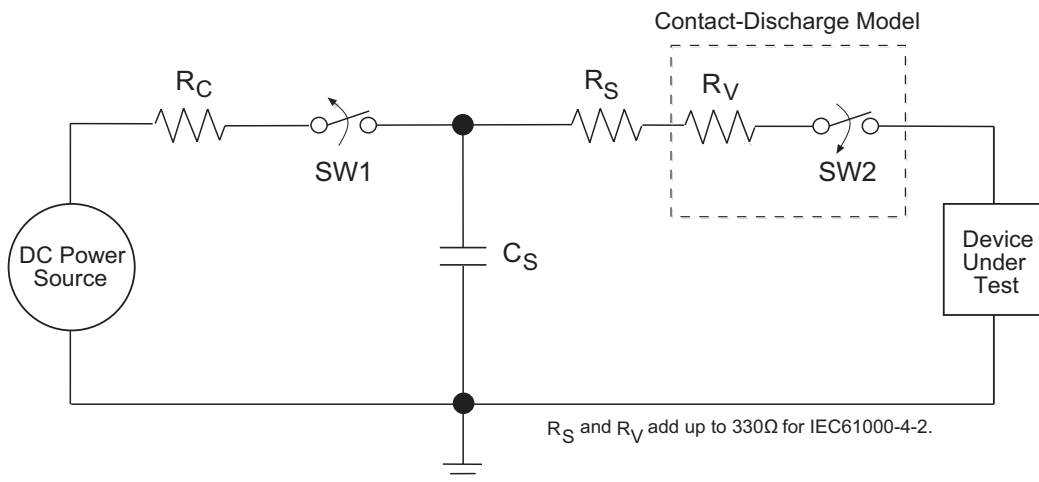 Contact-Discharge Model
RC
RS
RV
SW1
SW2
DC Power
Source
CS
Device
Under
Test
RS and RV add up to 330Ω for IEC61000-4-2.